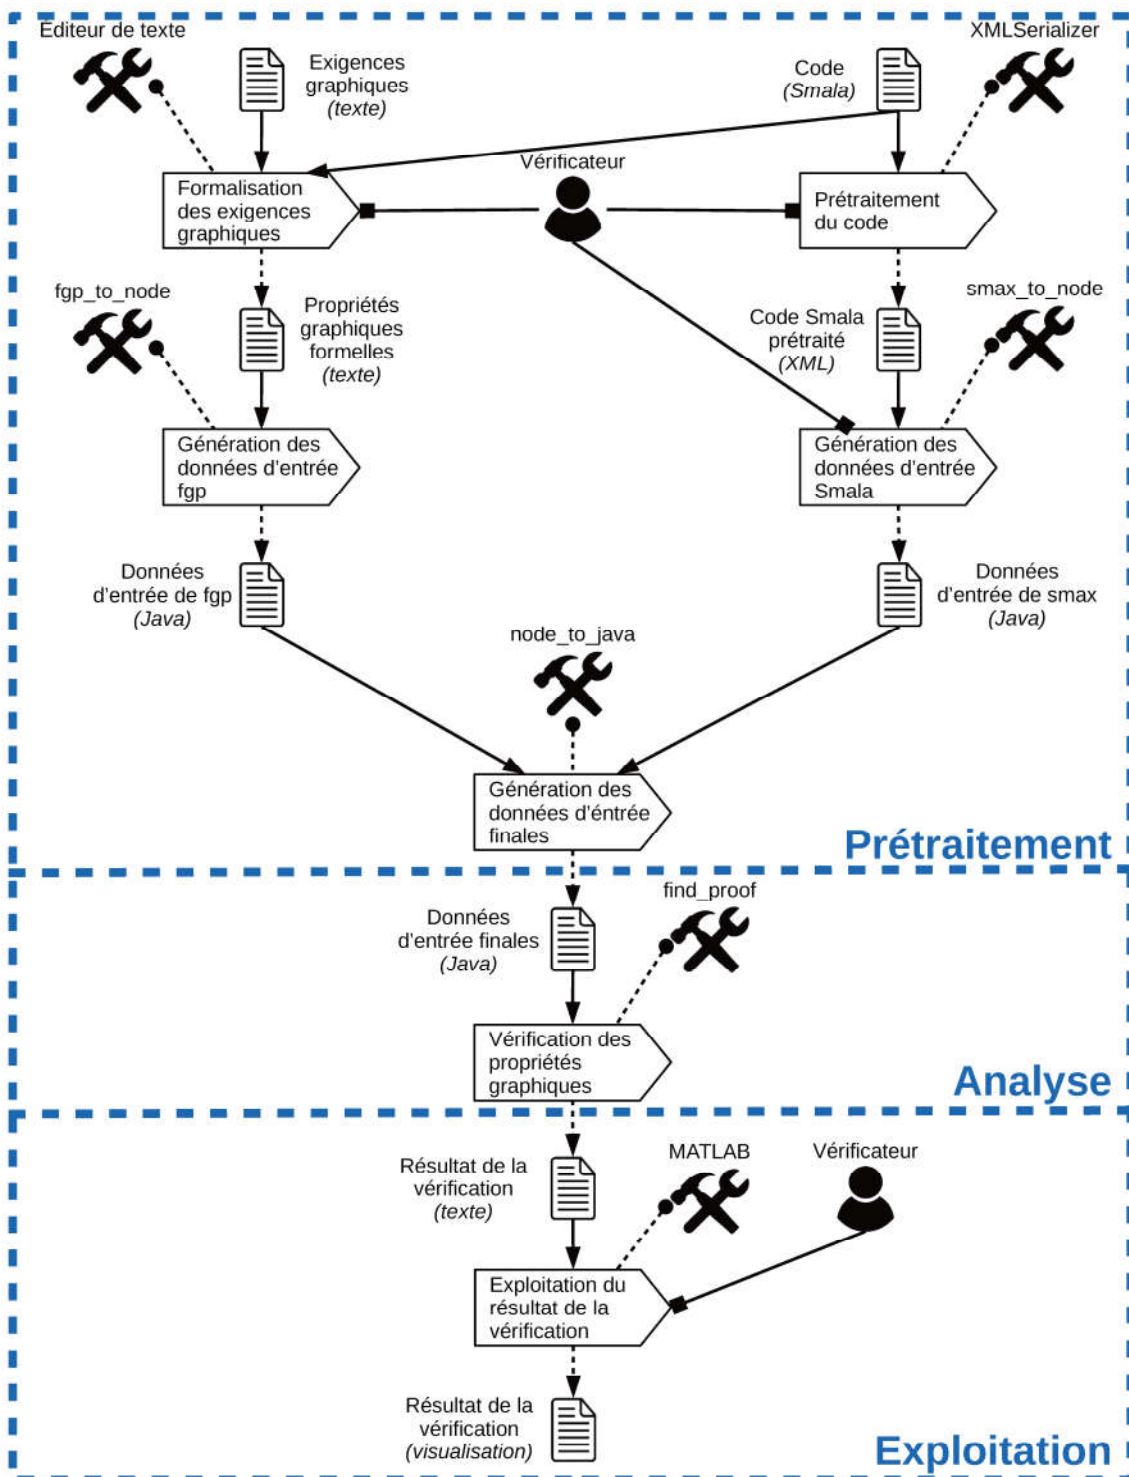 Editeur de texte
XMLSerializer
Exigences
graphiques
(texte)
Code
(Smala)
Vérificateur
Formalisation
des exigences
graphiques
Prétraitement
du code
fgp_to_node
smax_to_node
Propriétés
graphiques
formelles
(texte)
Code Smala
prétraité
(XML)
Génération des
données d'entrée
fgp
Génération des
données d'entrée
Smala
Données
d'entrée de fgp
(Java)
Données
d'entrée de smax
(Java)
node_to_java
Génération des
données d'éntrée
finales
Prétraitement
find_proof
Données
d'entrée finales
(Java)
Vérification des
propriétés
graphiques
Analyse
MATLAB
Vérificateur
Résultat de la
vérification
(texte)
Exploitation du
résultat de la
vérification
Résultat de la
vérification
(visualisation)
Exploitation